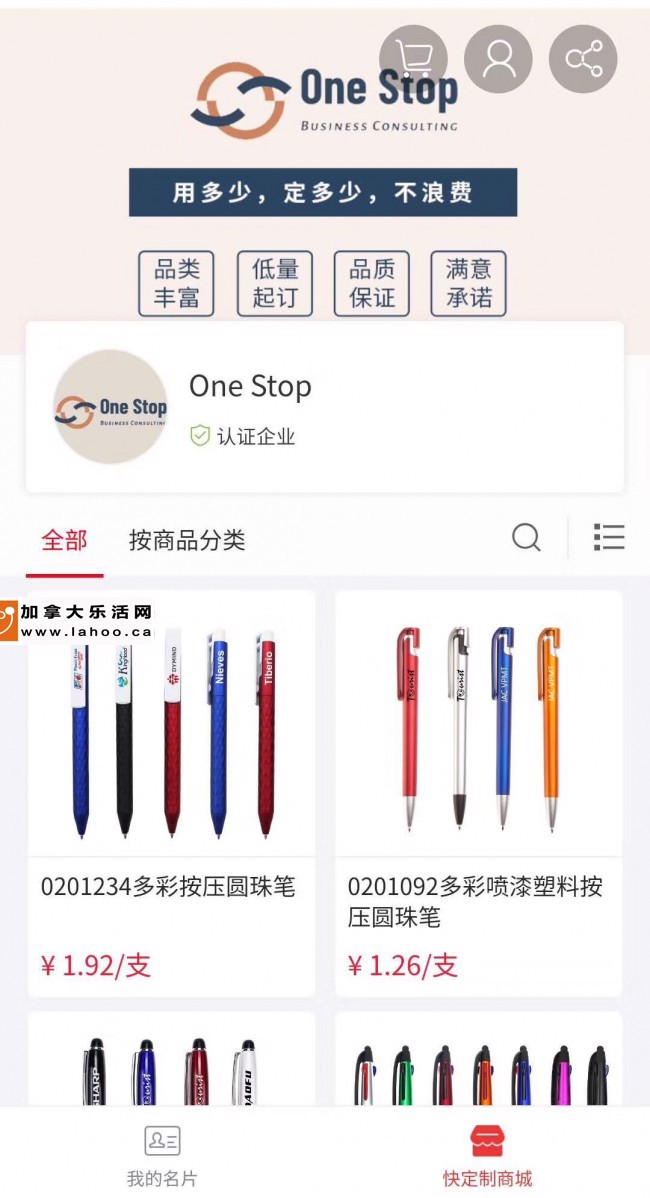 One Stop
BUSINESS CONSULTING
用多少，定多少，不浪费
品类 低量 品质 满意
丰富 起订 保证 承诺
One Stop
BUSINESS CONSULTING
One Stop
认证企业
全部 按商品分类
加拿大乐活网
www.lahoo.ca
DYMIND
Nieves
Tiberio
Tourist
JAC VPMT
JAC VPMT
0201234多彩按压圆珠笔
¥ 1.92/支
0201092多彩喷漆塑料按
压圆珠笔
¥ 1.26/支
SHARP
Tourist
Tourist
我的名片
快定制商城